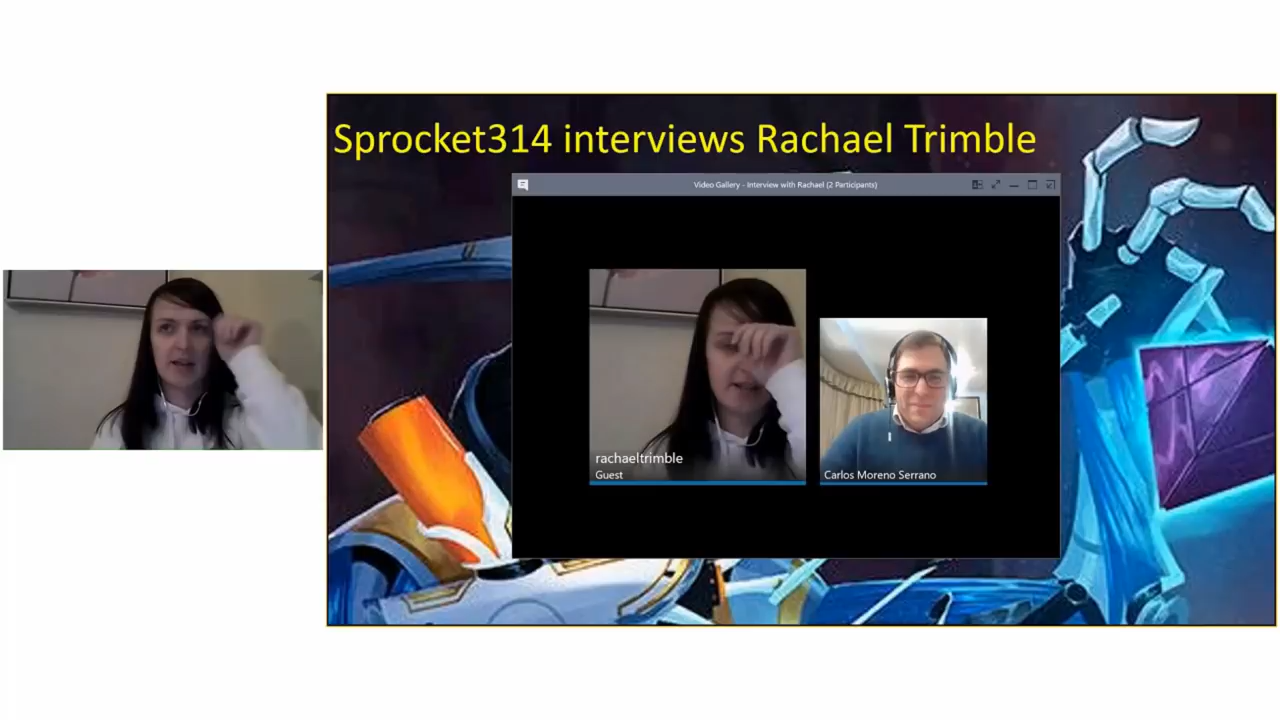 Sprocket314 interviews Rachael Trimble
Video Gallery - Interview with Rachael (2 Participants)
rachaeltrimble
Guest
Carlos Moreno Serrano